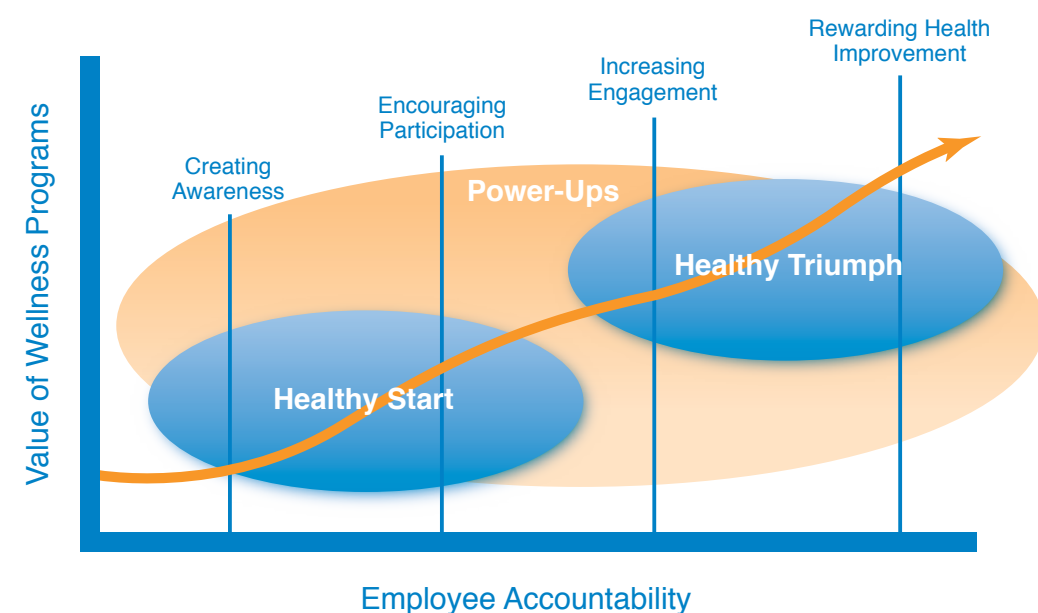 Rewarding Health
Improvement
Increasing
Engagement
Encouraging
Participation
Creating
Awareness
Power-Ups
Healthy Triumph
Healthy Start
Value of Wellness Programs
Employee Accountability